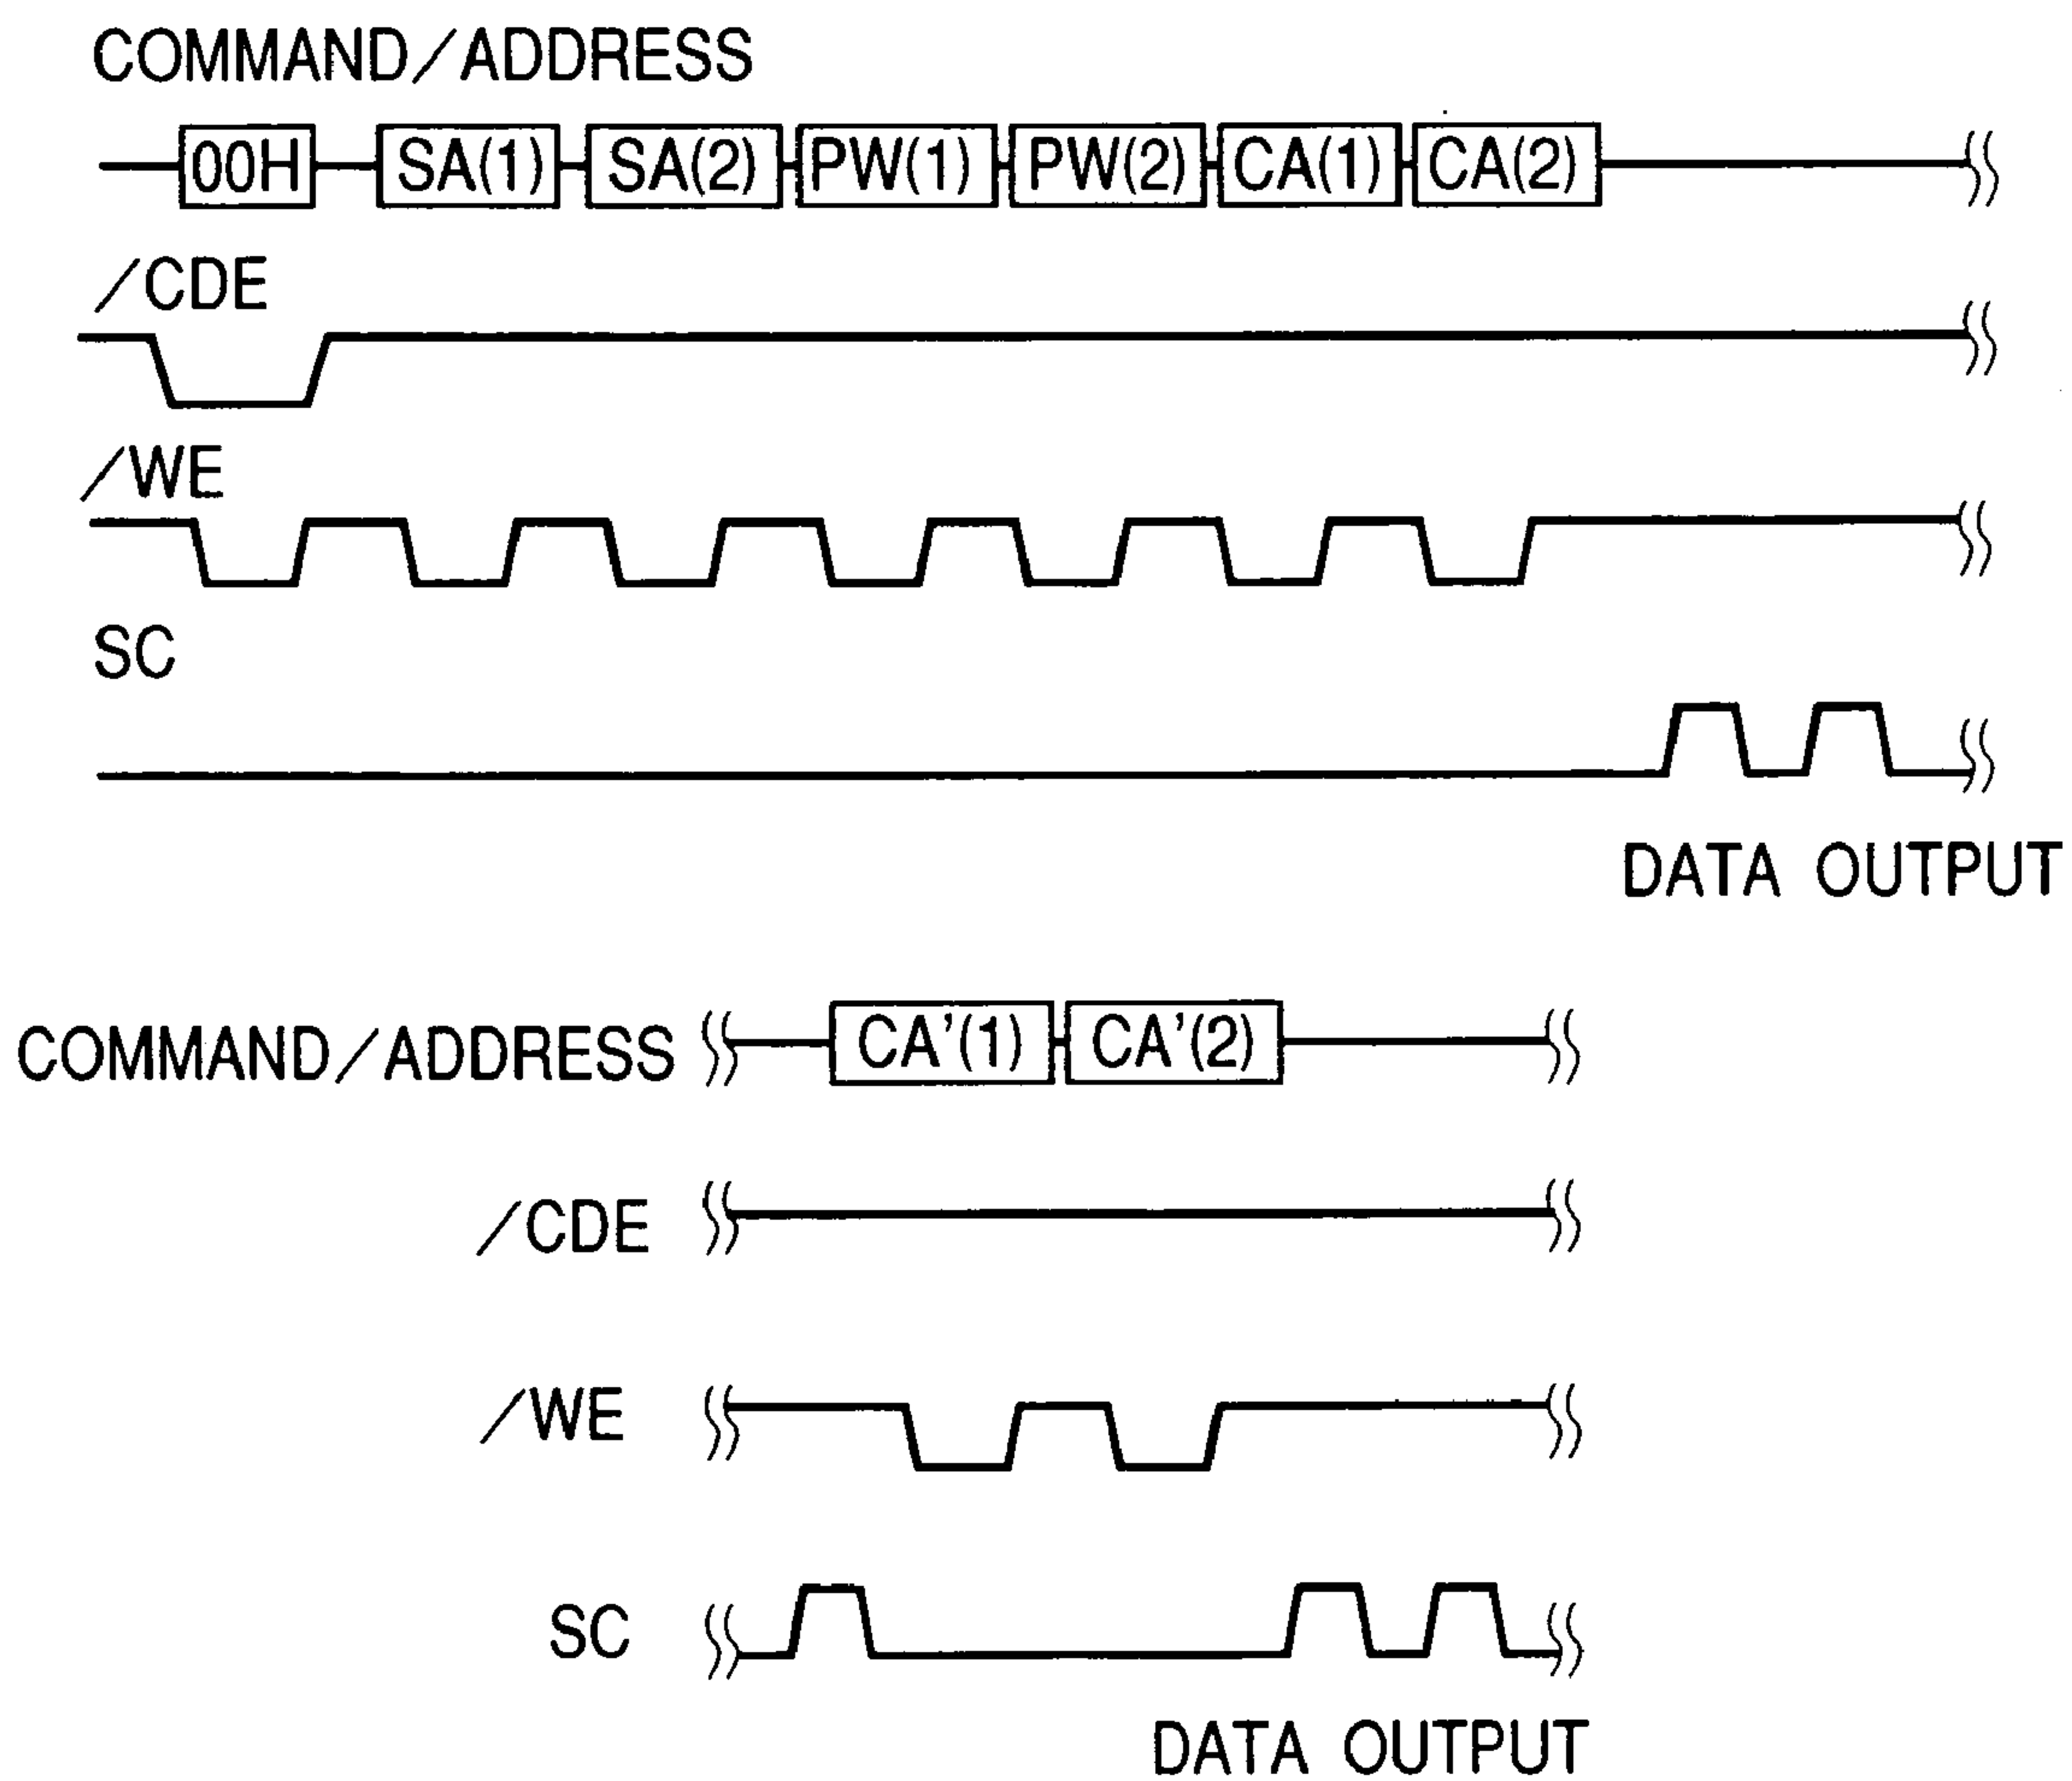 COMMAND/ADDRESS
00H SA(1) SA(2) PW(1) PW(2) CA(1) CA(2)
/CDE
/WE
SC
DATA OUTPUT
COMMAND/ADDRESS CA'(1) CA'(2)
/CDE
/WE
SC
DATA OUTPUT